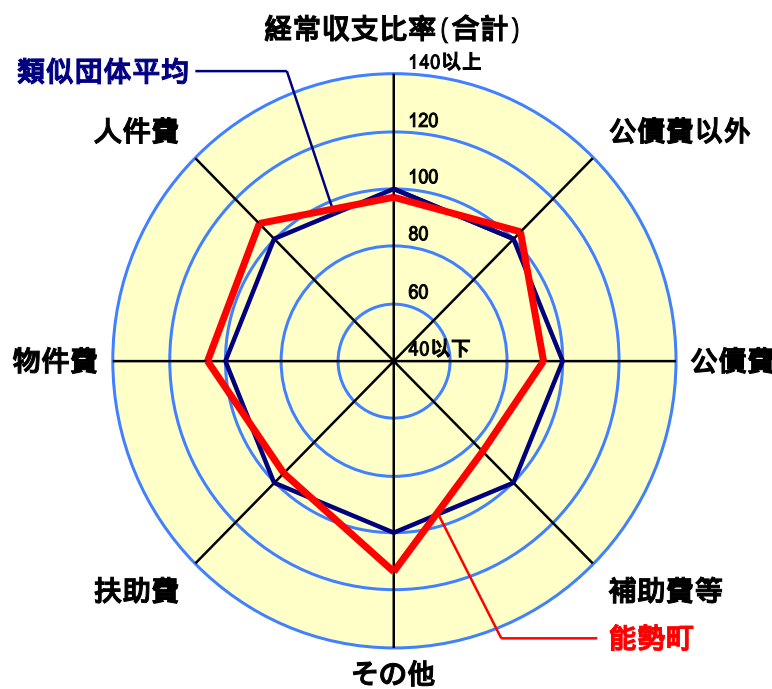 経常収支比率(合計)
140以上
類似団体平均
120
人件費
公債費以外
100
80
60
40以下
物件費
公債費
扶助費
補助費等
能勢町
その他